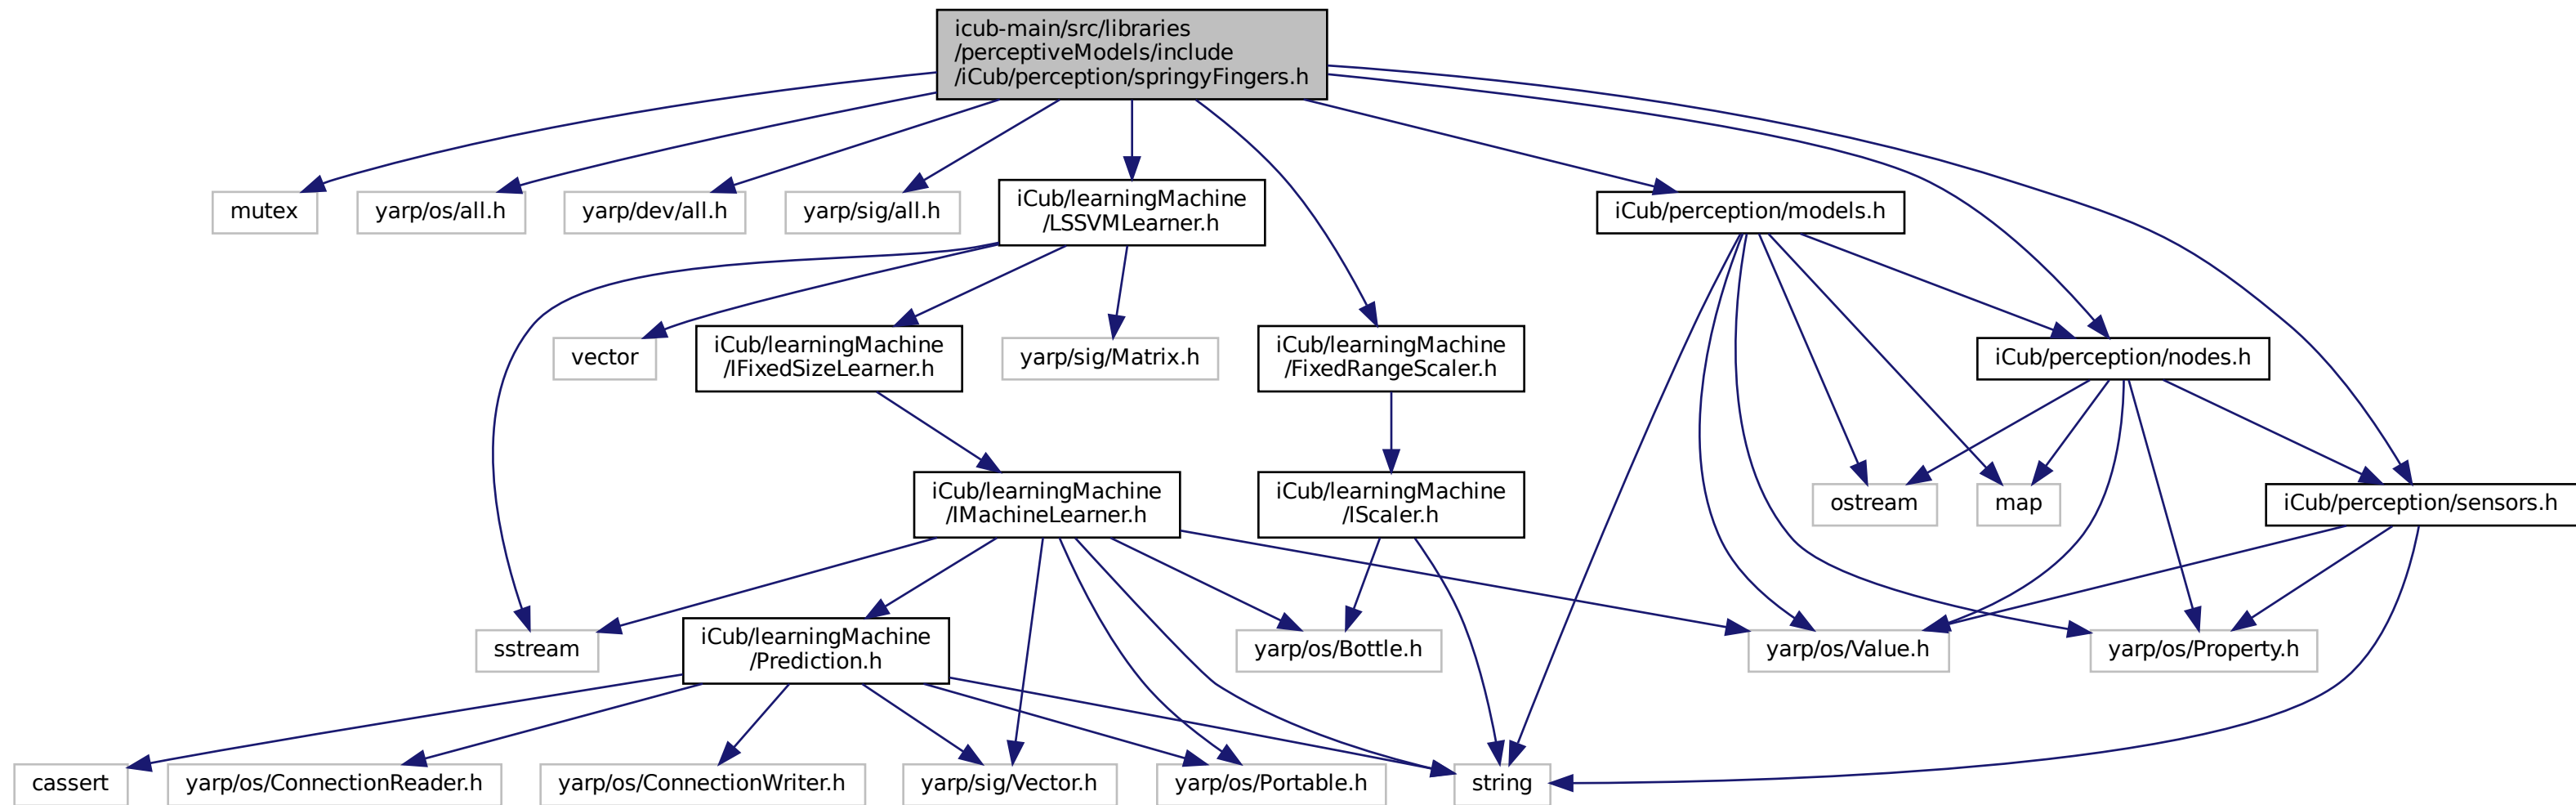 icub-main/src/libraries
/perceptiveModels/include
/iCub/perception/springyFingers.h
mutex
yarp/os/all.h
yarp/dev/all.h
yarp/sig/all.h
iCub/learningMachine
/LSSVMLearner.h
iCub/perception/models.h
vector
iCub/learningMachine
/IFixedSizeLearner.h
yarp/sig/Matrix.h
iCub/learningMachine
/FixedRangeScaler.h
iCub/perception/nodes.h
iCub/learningMachine
/IMachineLearner.h
iCub/learningMachine
/IScaler.h
ostream
map
iCub/perception/sensors.h
sstream
iCub/learningMachine
/Prediction.h
yarp/os/Bottle.h
yarp/os/Value.h
yarp/os/Property.h
cassert
yarp/os/ConnectionReader.h
yarp/os/ConnectionWriter.h
yarp/sig/Vector.h
yarp/os/Portable.h
string